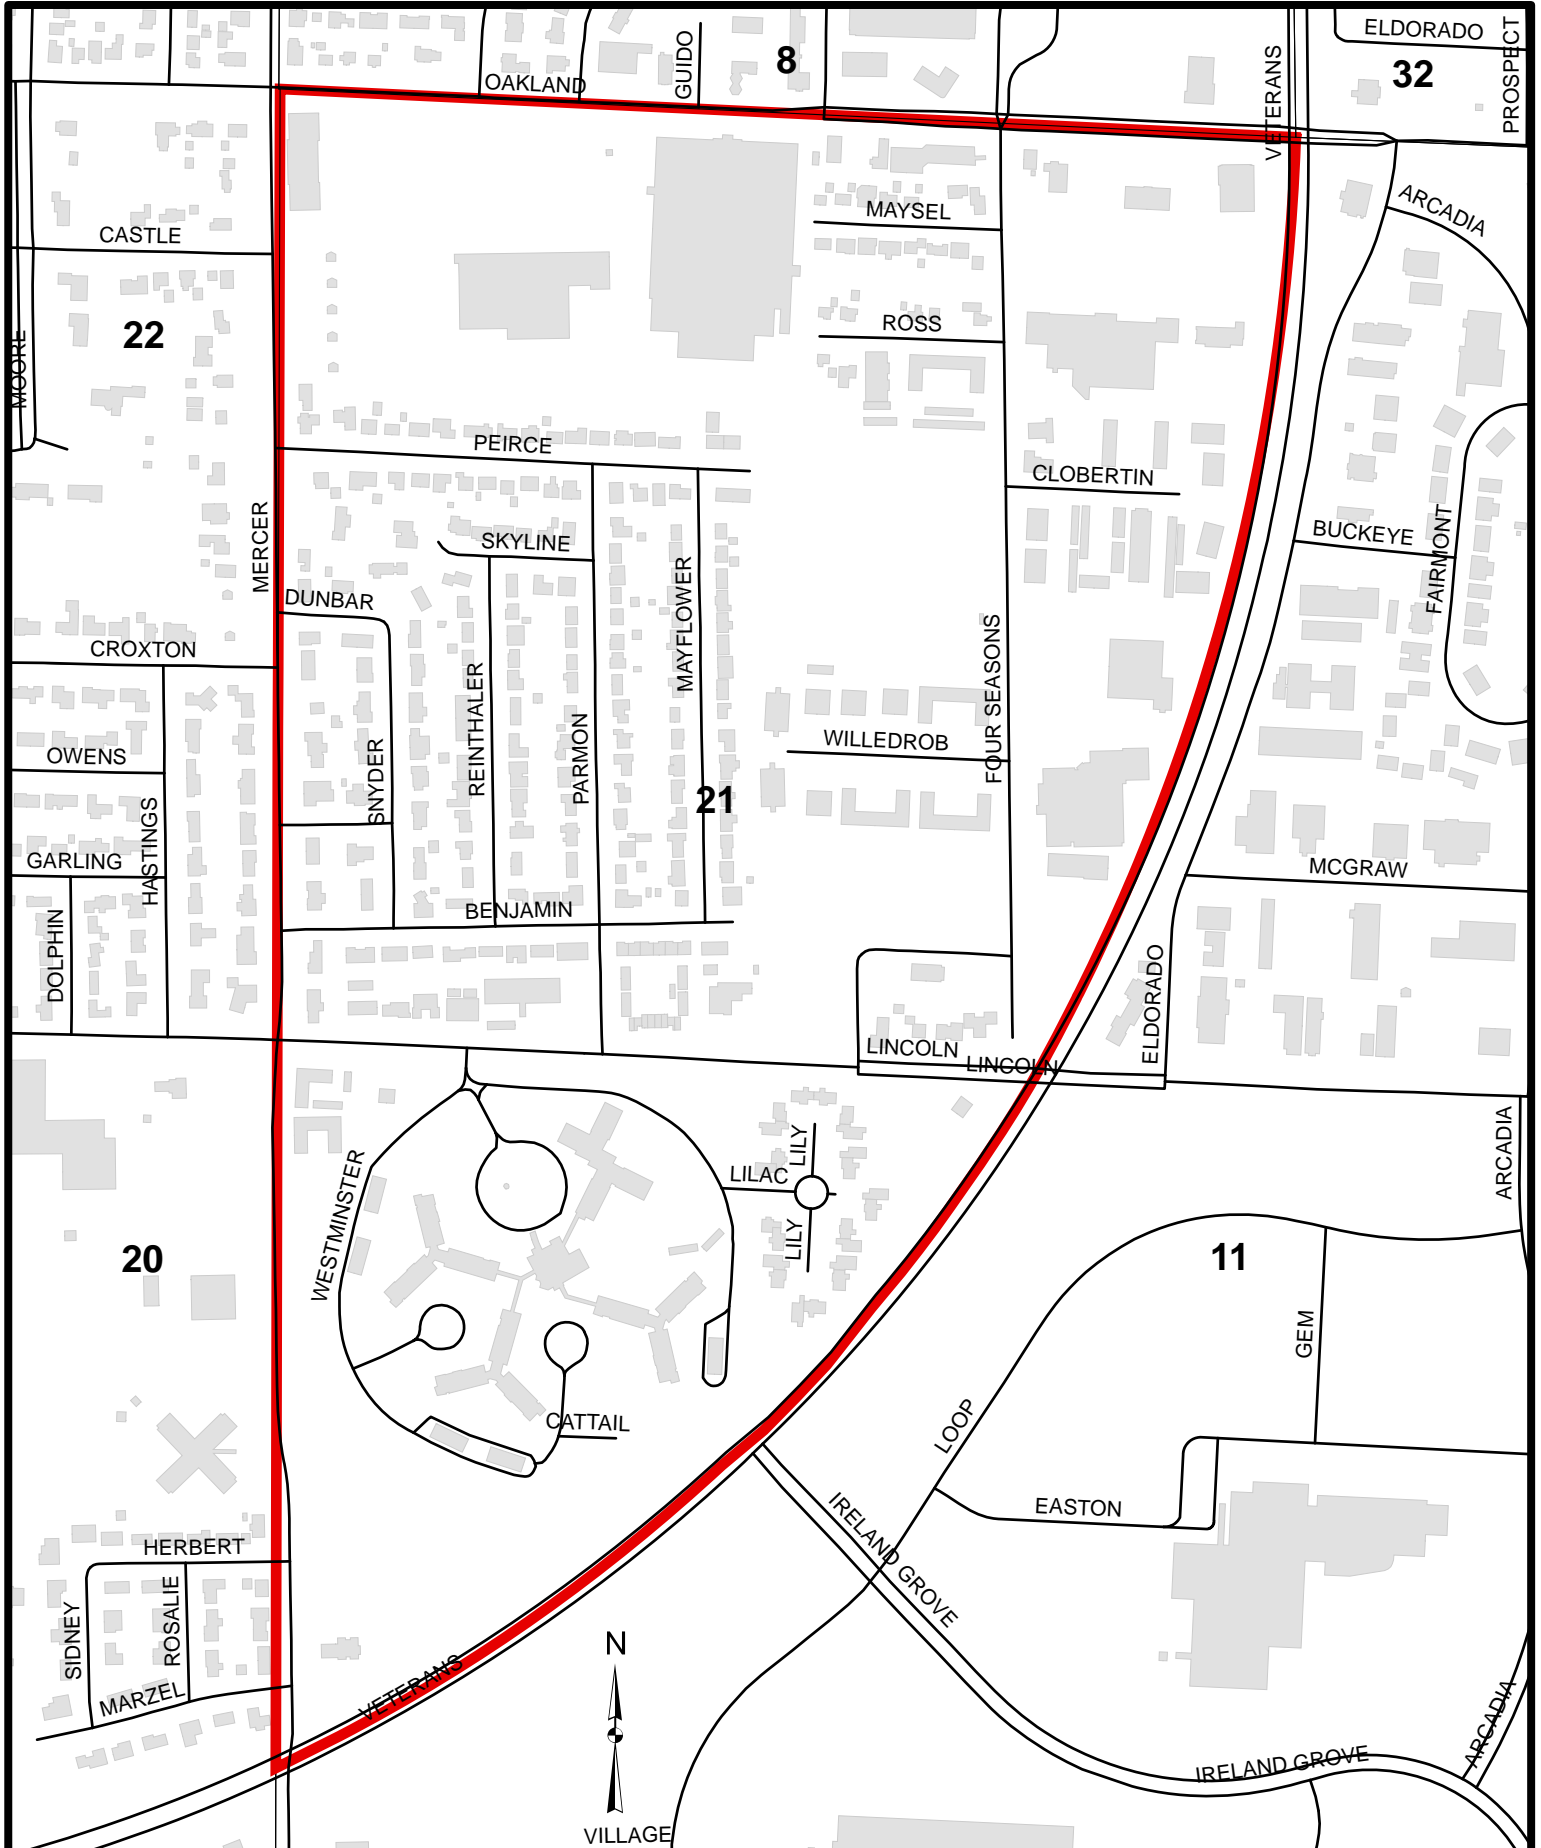 ELDORADO
PROSPECT
8
32
GUIDO
VETERANS
OAKLAND
ARCADIA
MAYSEL
CASTLE
22
MOORE
ROSS
PEIRCE
CLOBERTIN
MERCER
SKYLINE
BUCKEYE
FAIRMONT
DUNBAR
MAYFLOWER
CROXTON
FOUR SEASONS
REINTHALER
PARMON
SNYDER
WILLEDROB
OWENS
21
HASTINGS
GARLING
MCGRAW
BENJAMIN
DOLPHIN
ELDORADO
LINCOLN
LINCOLN
ARCADIA
LILY
LILAC
WESTMINSTER
LILY
20
11
GEM
LOOP
CATTAIL
EASTON
IRELAND GROVE
HERBERT
ROSALIE
SIDNEY
N
VETERANS
MARZEL
ARCADIA
IRELAND GROVE
VILLAGE